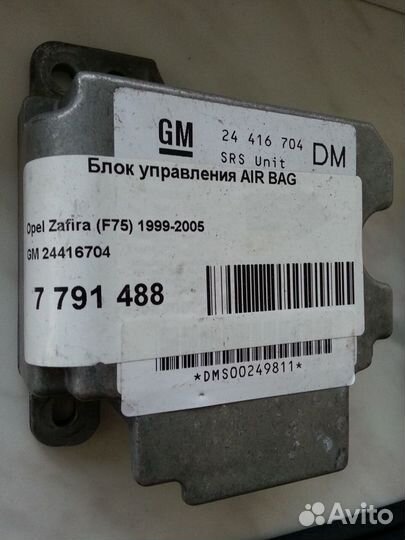 GM 24 416 704
SRS Unit DM
Блок управления AIR BAG
Opel Zafira (F75) 1999-2005
GM 24416704
7 791 488
*DMS00249811*
Avito